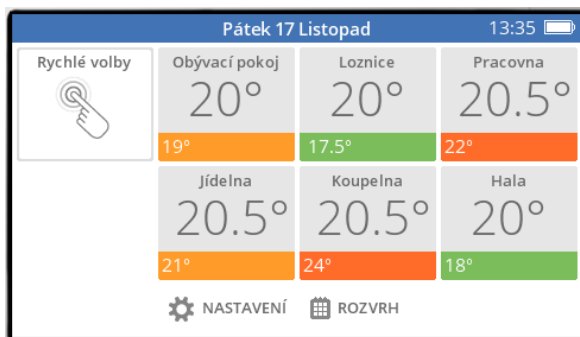 Pátek 17 Listopad 13:35
Rychlé volby
Obývací pokoj
20°
19°
Loznice
20°
17.5°
Pracovna
20.5°
22°
Jídelna
20.5°
21°
Koupelna
20.5°
24°
Hala
20°
18°
NASTAVENÍ ROZVRH